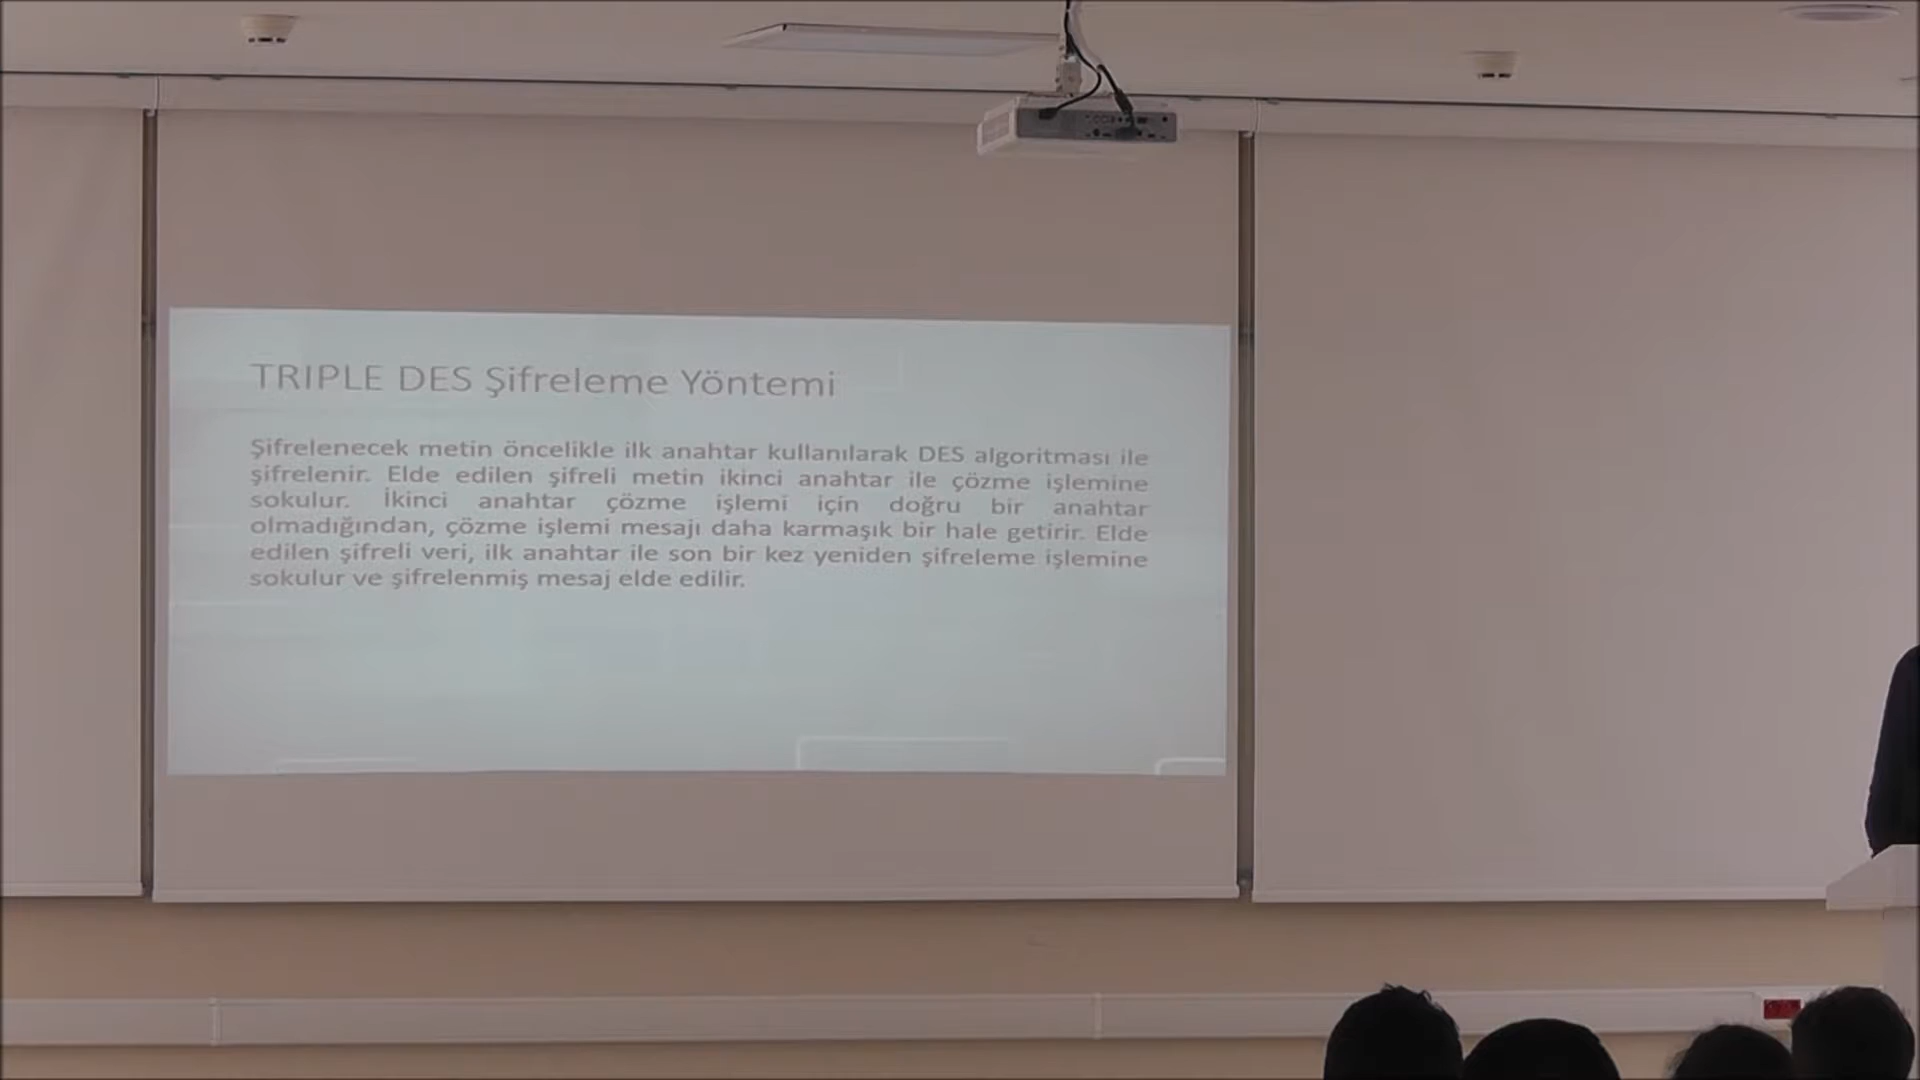 TRIPLE DES Şifreleme Yöntemi
Şifrelenecek metin öncelikle ilk anahtar kullanılarak DES algoritması ile
şifrelenir. Elde edilen şifreli metin ikinci anahtar ile çözme işlemine
sokulur. İkinci anahtar çözme işlemi için doğru bir anahtar
olmadığından, çözme işlemi mesajı daha karmaşık bir hale getirir. Elde
edilen şifreli veri, ilk anahtar ile son bir kez yeniden şifreleme işlemine
sokulur ve şifrelenmiş mesaj elde edilir.